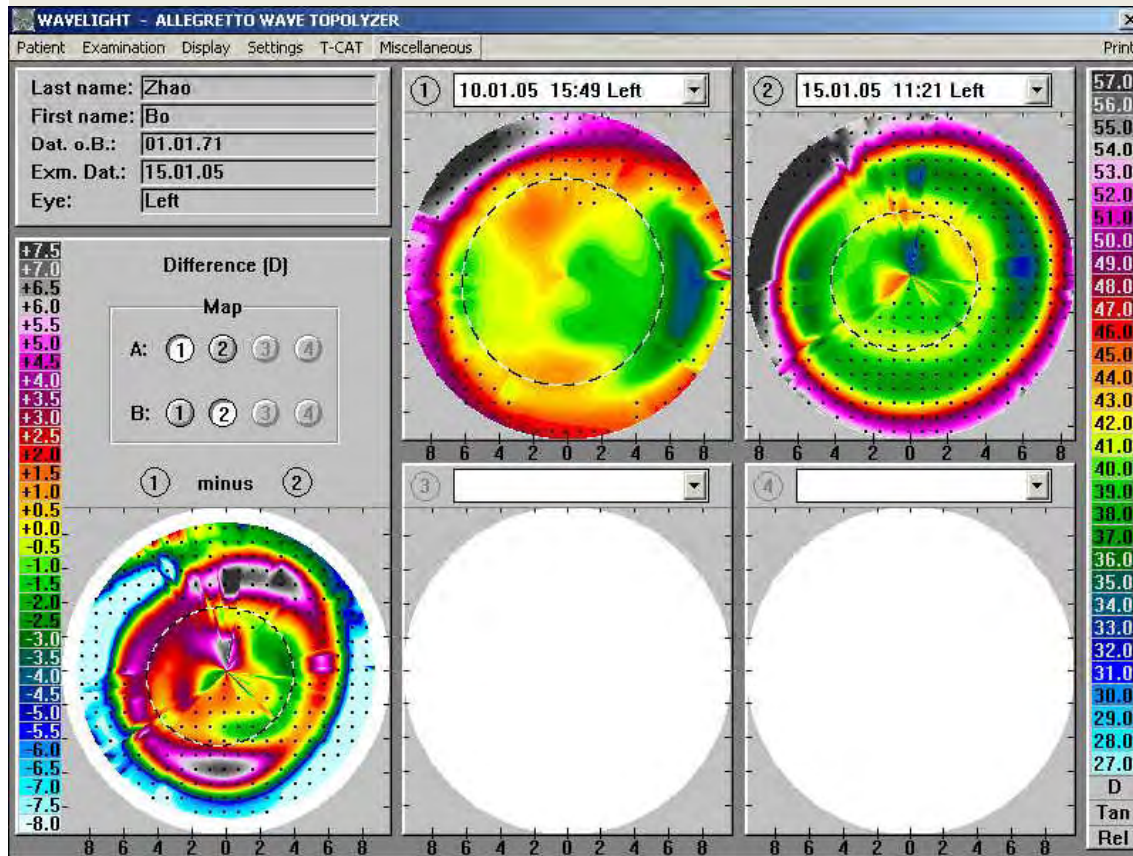 WAVELIGHT - ALLEGRETTO WAVE TOPOLYZER
Patient Examination Display Settings T-CAT Miscellaneous Print
Last name: Zhao
First name: Bo
Dat. o.B.: 01.01.71
Exm. Dat.: 15.01.05
Eye: Left
1 10.01.05 15:49 Left
2 15.01.05 11:21 Left
+7.5
+7.0
+6.5
+6.0
+5.5
+5.0
+4.5
+4.0
+3.5
+3.0
+2.5
+2.0
+1.5
+1.0
+0.5
+0.0
-0.5
-1.0
-1.5
-2.0
-2.5
-3.0
-3.5
-4.0
-4.5
-5.0
-5.5
-6.0
-6.5
-7.0
-7.5
-8.0
Difference (D)
Map
A: 1 2 3 4
B: 1 2 3 4
1 minus 2
8 6 4 2 0 2 4 6 8
8 6 4 2 0 2 4 6 8
8 6 4 2 0 2 4 6 8
3
4
8 6 4 2 0 2 4 6 8
8 6 4 2 0 2 4 6 8
57.0
56.0
55.0
54.0
53.0
52.0
51.0
50.0
49.0
48.0
47.0
46.0
45.0
44.0
43.0
42.0
41.0
40.0
39.0
38.0
37.0
36.0
35.0
34.0
33.0
32.0
31.0
30.0
29.0
28.0
27.0
D
Tan
Rel